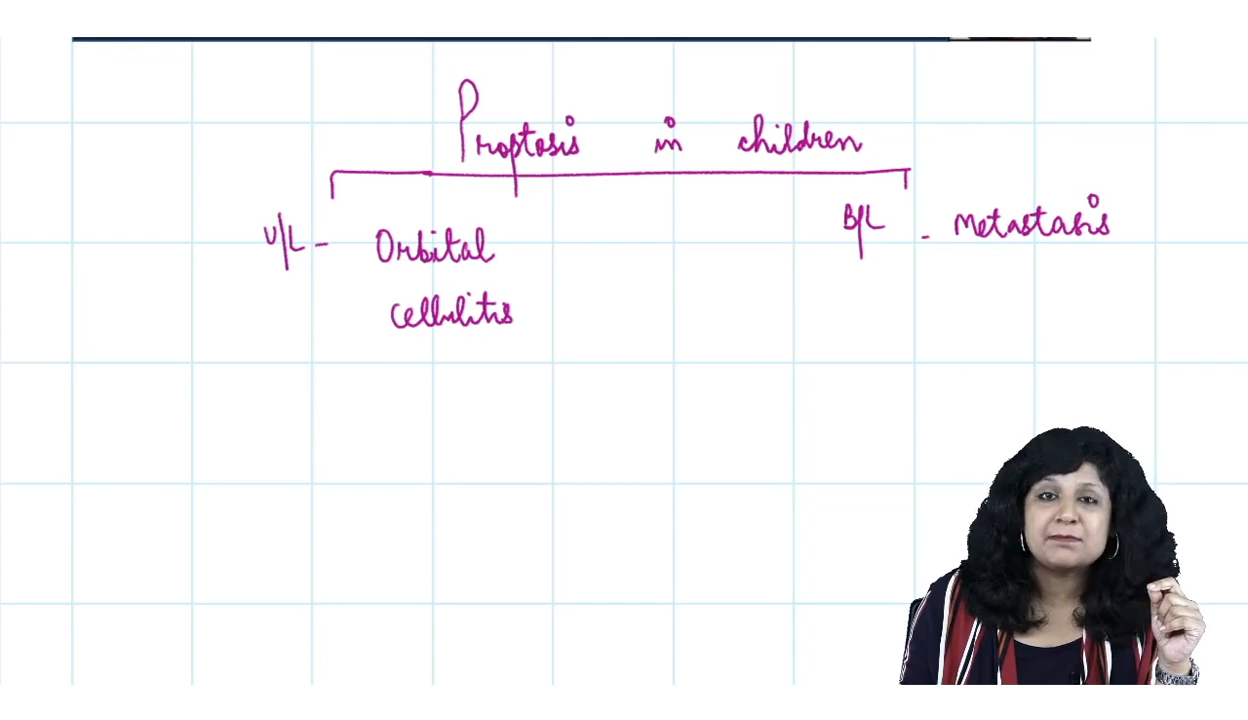 Proptosis in children
U/L - Orbital
cellulitis
B/L - Metastasis